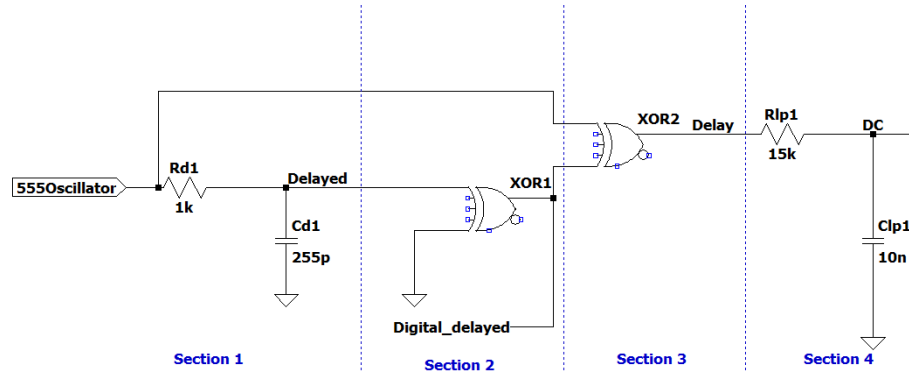 XOR2
Delay
Rlp1
DC
15k
Rd1
555Oscillator
1k
Delayed
XOR1
Cd1
255p
Clp1
10n
Digital_delayed
Section 1
Section 2
Section 3
Section 4